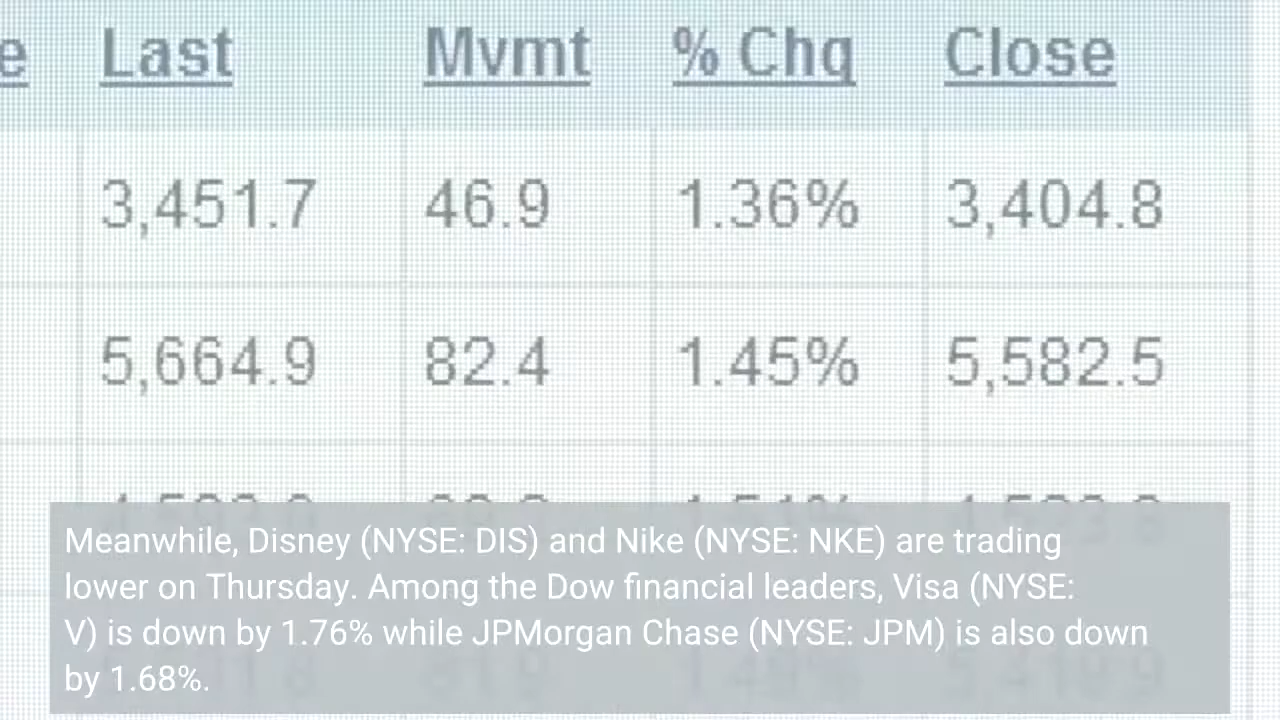 e Last Mvmt % Chg Close
3,451.7 46.9 1.36% 3,404.8
5,664.9 82.4 1.45% 5,582.5
Meanwhile, Disney (NYSE: DIS) and Nike (NYSE: NKE) are trading
lower on Thursday. Among the Dow financial leaders, Visa (NYSE:
V) is down by 1.76% while JPMorgan Chase (NYSE: JPM) is also down
by 1.68%.